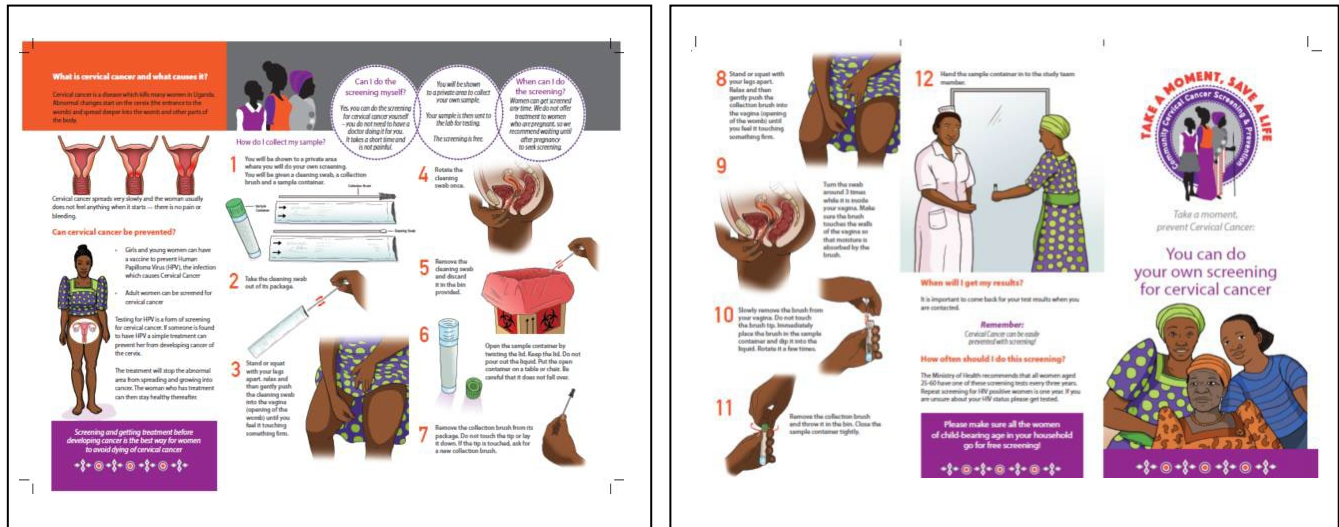 What is cervical cancer and what causes it?
Cervical cancer is a disease which kills many women in Uganda.
Abnormal changes start on the cervix (the entrance to the
womb) and spread deeper into the womb and other parts of
the body.
Cervical cancer spreads very slowly and the woman usually
does not feel anything when it starts — there is no pain or
bleeding.
Can cervical cancer be prevented?
- Girls and young women can have
a vaccine to prevent Human
Papilloma Virus (HPV), the infection
which causes Cervical Cancer
- Adult women can be screened for
cervical cancer
Testing for HPV is a form of screening
for cervical cancer. If someone is found
to have HPV a simple treatment can
prevent her from developing cancer of
the cervix.
The treatment will stop the abnormal
area from spreading and growing into
cancer. The woman who has treatment
can then stay healthy thereafter.
Screening and getting treatment before
developing cancer is the best way for women
to avoid dying of cervical cancer
Can I do the
screening myself?
Yes, you can do the screening
for cervical cancer yourself
– you do not need to have a
doctor doing it for you.
It takes a short time and
is not painful.
You will be shown
to a private area to collect
your own sample.
Your sample is then sent to
the lab for testing.
The screening is free.
When can I do
the screening?
Women can get screened
any time. We do not offer
treatment to women
who are pregnant, so we
recommend waiting until
after pregnancy
to seek screening.
How do I collect my sample?
1 You will be shown to a private area
where you will do your own screening.
You will be given a cleaning swab, a collection
brush and a sample container.
Collection Brush
Sample
Container
Cleaning Swab
2 Take the cleaning swab
out of its package.
3 Stand or squat
with your legs
apart, relax and
then gently push
the cleaning swab
into the vagina
(opening of the
womb) until you
feel it touching
something firm.
4 Rotate the
cleaning
swab once.
5 Remove the
cleaning swab
and discard
it in the bin
provided.
6
Open the sample container by
twisting the lid. Keep the lid. Do not
pour out the liquid. Put the open
container on a table or chair. Be
careful that it does not fall over.
7 Remove the collection brush from its
package. Do not touch the tip or lay
it down. If the tip is touched, ask for
a new collection brush.
8 Stand or squat with
your legs apart.
Relax and then
gently push the
collection brush into
the vagina (opening
of the womb) until
you feel it touching
something firm.
9
Turn the swab
around 3 times
while it is inside
your vagina. Make
sure the brush
touches the walls
of the vagina so
that moisture is
absorbed by the
brush.
10 Slowly remove the brush from
your vagina. Do not touch
the brush tip. Immediately
place the brush in the sample
container and dip it into the
liquid. Rotate it a few times.
11
Remove the collection brush
and throw it in the bin. Close the
sample container tightly.
12 Hand the sample container in to the study team
member.
When will I get my results?
It is important to come back for your test results when you
are contacted.
Remember:
Cervical Cancer can be easily
prevented with screening!
How often should I do this screening?
The Ministry of Health recommends that all women aged
25-60 have one of these screening tests every three years.
Repeat screening for HIV positive women is one year. If you
are unsure about your HIV status please get tested.
Please make sure all the women
of child-bearing age in your household
go for free screening!
TAKE A MOMENT, SAVE A LIFE
Community Cervical Cancer Screening & Prevention
Take a moment,
prevent Cervical Cancer:
You can do
your own screening
for cervical cancer